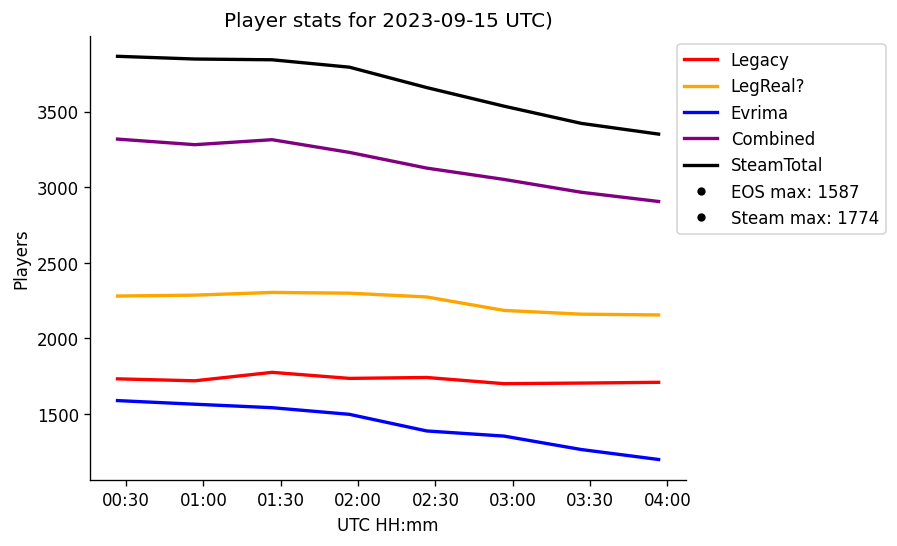 Player stats for 2023-09-15 UTC)
Legacy
LegReal?
Evrima
Combined
SteamTotal
EOS max: 1587
Steam max: 1774
Players
3500
3000
2500
2000
1500
00:30 01:00 01:30 02:00 02:30 03:00 03:30 04:00
UTC HH:mm